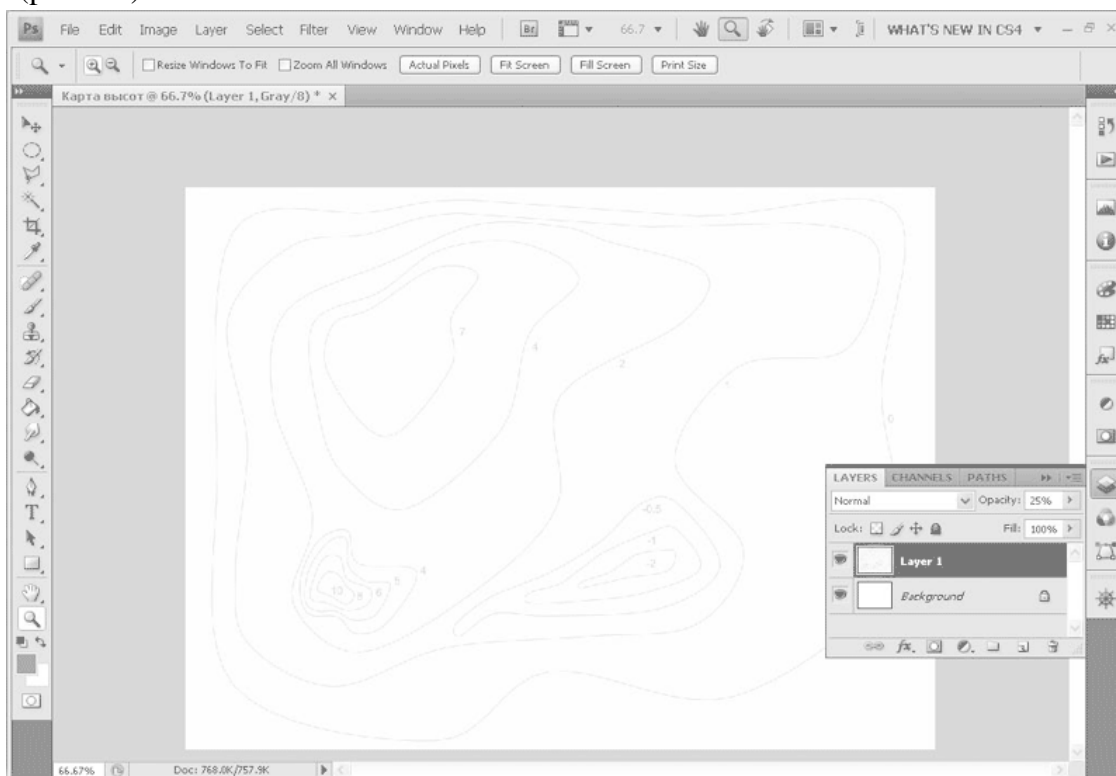 Ps File Edit Image Layer Select Filter View Window Help Br 66.7 WHAT'S NEW IN CS4
Resize Windows To Fit Zoom All Windows Actual Pixels Fit Screen Fill Screen Print Size
Карта высот @ 66.7% (Layer 1, Gray/8) * ×
7
4
2
1
0
-0.5
-1
-2
4
5
6
8
10
LAYERS CHANNELS PATHS
Normal Opacity: 25%
Lock: Fill: 100%
Layer 1
Background
66.67% Doc: 768.0K/757.9K